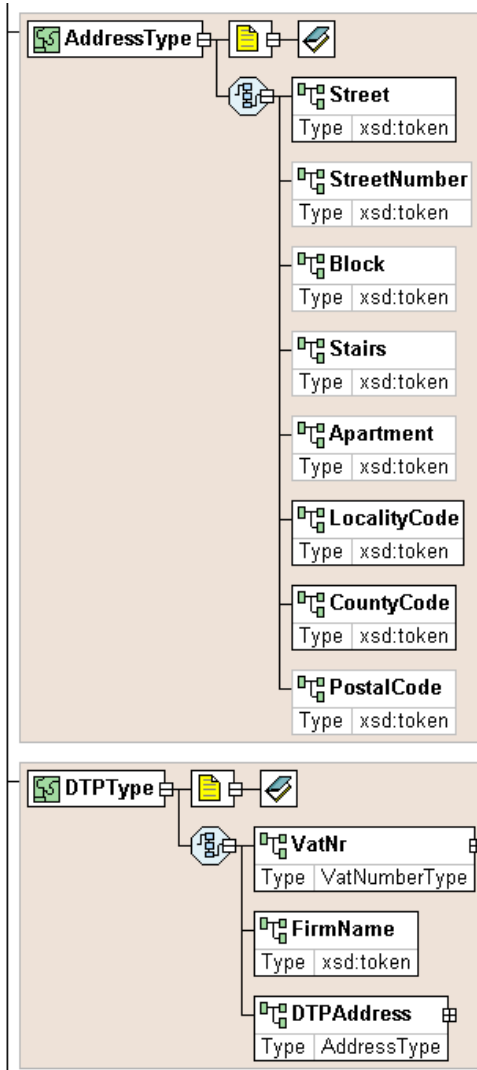 AddressType
Street
Type xsd:token
StreetNumber
Type xsd:token
Block
Type xsd:token
Stairs
Type xsd:token
Apartment
Type xsd:token
LocalityCode
Type xsd:token
CountyCode
Type xsd:token
PostalCode
Type xsd:token
DTPType
VatNr
Type VatNumberType
FirmName
Type xsd:token
DTPAddress
Type AddressType